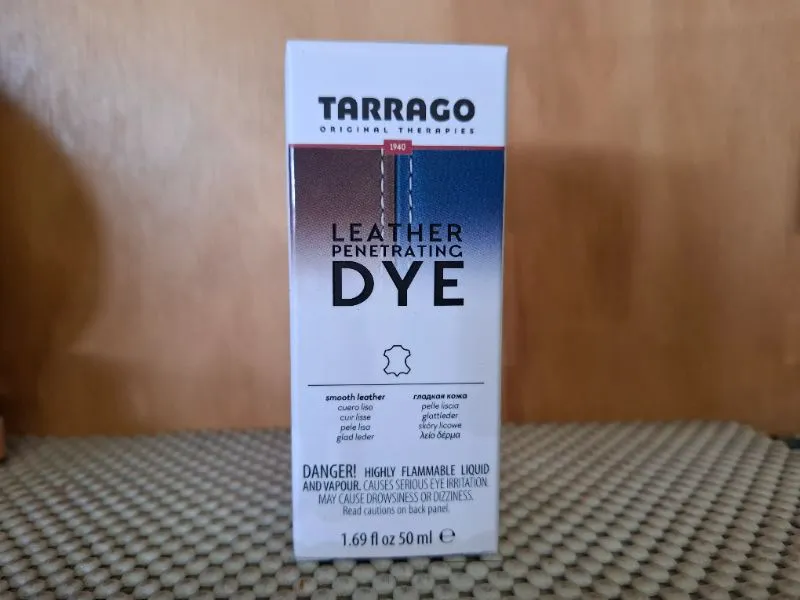 TARRAGO
ORIGINAL THERAPIES
1940
LEATHER
PENETRATING
DYE
smooth leather
cuero liso
cuir lisse
pele lisa
glad leder
гладкая кожа
pelle liscia
glattleder
skóry licowe
λείο δέρμα
DANGER! HIGHLY FLAMMABLE LIQUID
AND VAPOUR. CAUSES SERIOUS EYE IRRITATION.
MAY CAUSE DROWSINESS OR DIZZINESS.
Read cautions on back panel.
1.69 fl oz 50 ml ℮